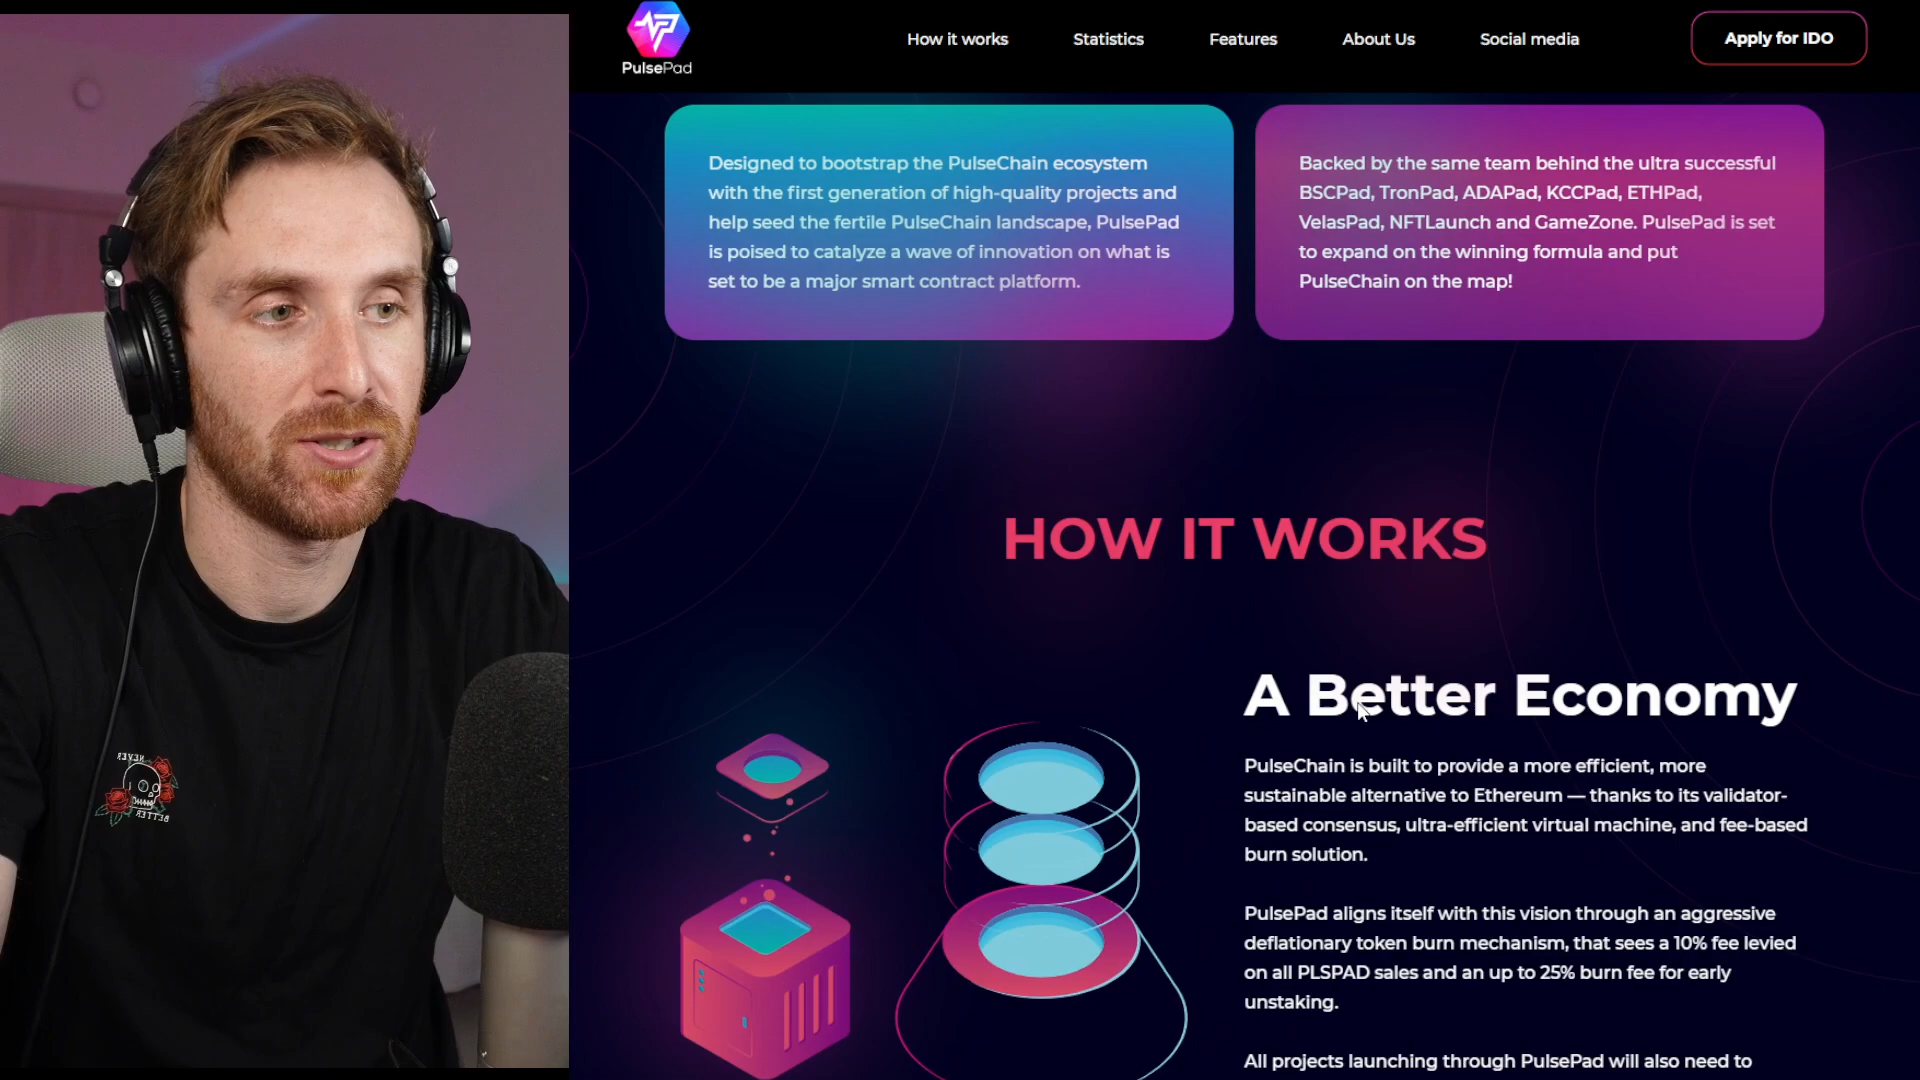 PulsePad
How it works
Statistics
Features
About Us
Social media
Apply for IDO
Designed to bootstrap the PulseChain ecosystem
with the first generation of high-quality projects and
help seed the fertile PulseChain landscape, PulsePad
is poised to catalyze a wave of innovation on what is
set to be a major smart contract platform.
Backed by the same team behind the ultra successful
BSCPad, TronPad, ADAPad, KCCPad, ETHPad,
VelasPad, NFTLaunch and GameZone. PulsePad is set
to expand on the winning formula and put
PulseChain on the map!
HOW IT WORKS
A Better Economy
PulseChain is built to provide a more efficient, more
sustainable alternative to Ethereum — thanks to its validator-
based consensus, ultra-efficient virtual machine, and fee-based
burn solution.
PulsePad aligns itself with this vision through an aggressive
deflationary token burn mechanism, that sees a 10% fee levied
on all PLSPAD sales and an up to 25% burn fee for early
unstaking.
All projects launching through PulsePad will also need to
NEVER
BETTER